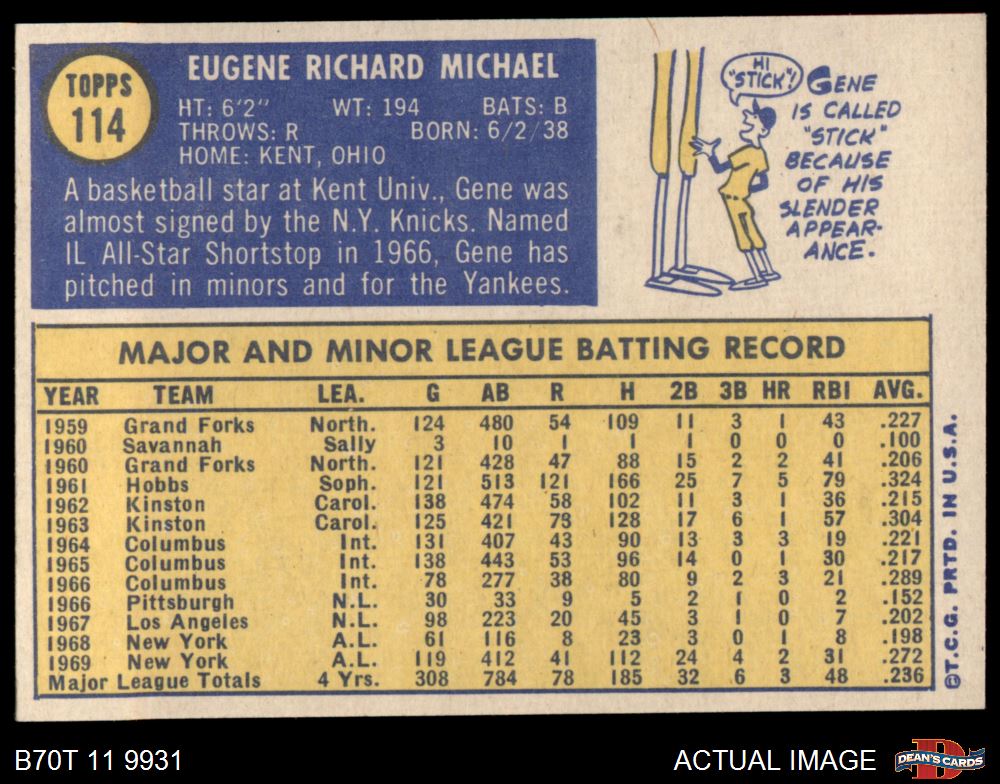 TOPPS
114
EUGENE RICHARD MICHAEL
HT: 6'2" WT: 194 BATS: B
THROWS: R BORN: 6/2/38
HOME: KENT, OHIO
A basketball star at Kent Univ., Gene was
almost signed by the N.Y. Knicks. Named
IL All-Star Shortstop in 1966, Gene has
pitched in minors and for the Yankees.
HI
"STICK"!
GENE
IS CALLED
"STICK"
BECAUSE
OF HIS
SLENDER
APPEAR-
ANCE.
MAJOR AND MINOR LEAGUE BATTING RECORD
YEAR TEAM LEA. G AB R H 2B 3B HR RBI AVG.
1959 Grand Forks North. 124 480 54 109 11 3 1 43 .227
1960 Savannah Sally 3 10 1 1 1 0 0 0 .100
1960 Grand Forks North. 121 428 47 88 15 2 2 41 .206
1961 Hobbs Soph. 121 513 121 166 25 7 5 79 .324
1962 Kinston Carol. 138 474 58 102 11 3 1 36 .215
1963 Kinston Carol. 125 421 73 128 17 6 1 57 .304
1964 Columbus Int. 131 407 43 90 13 3 3 19 .221
1965 Columbus Int. 138 443 53 96 14 0 1 30 .217
1966 Columbus Int. 78 277 38 80 9 2 3 21 .289
1966 Pittsburgh N.L. 30 33 9 5 2 1 0 2 .152
1967 Los Angeles N.L. 98 223 20 45 3 1 0 7 .202
1968 New York A.L. 61 116 8 23 3 0 1 8 .198
1969 New York A.L. 119 412 41 112 24 4 2 31 .272
Major League Totals 4 Yrs. 308 784 78 185 32 6 3 48 .236
©T.C.G. PRTD. IN U.S.A.
B70T 11 9931
ACTUAL IMAGE
DEAN'S CARDS